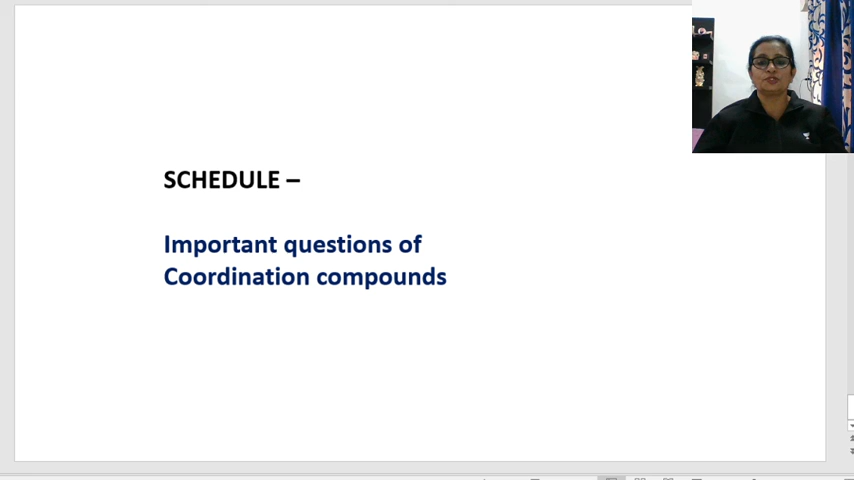 SCHEDULE –
Important questions of
Coordination compounds